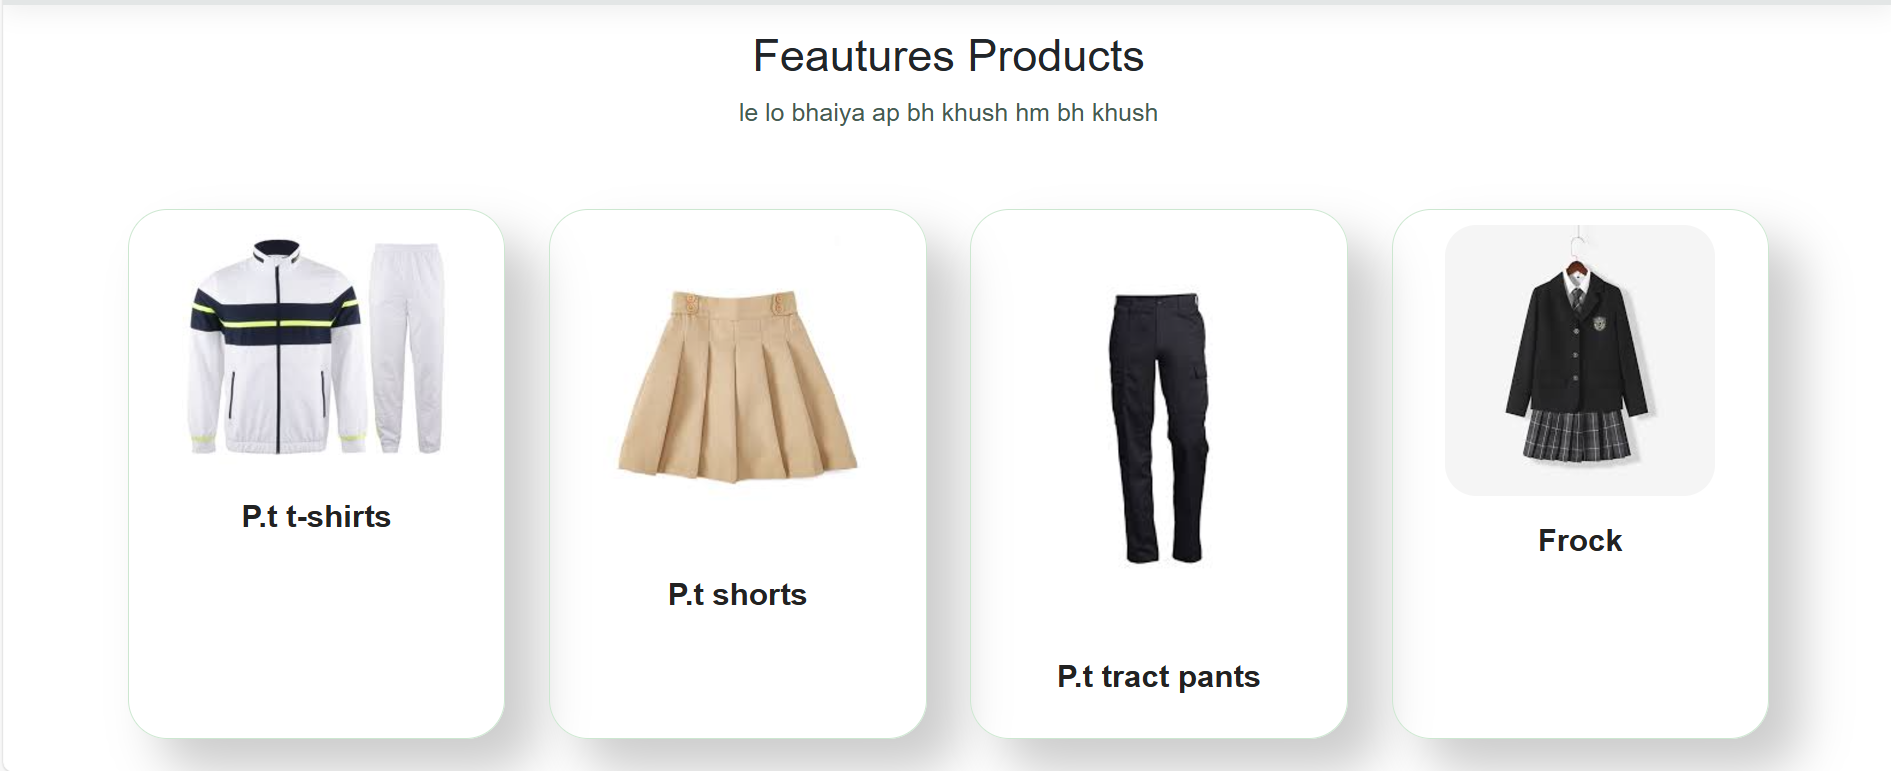 Feautures Products
le lo bhaiya ap bh khush hm bh khush
P.t t-shirts
P.t shorts
P.t tract pants
Frock